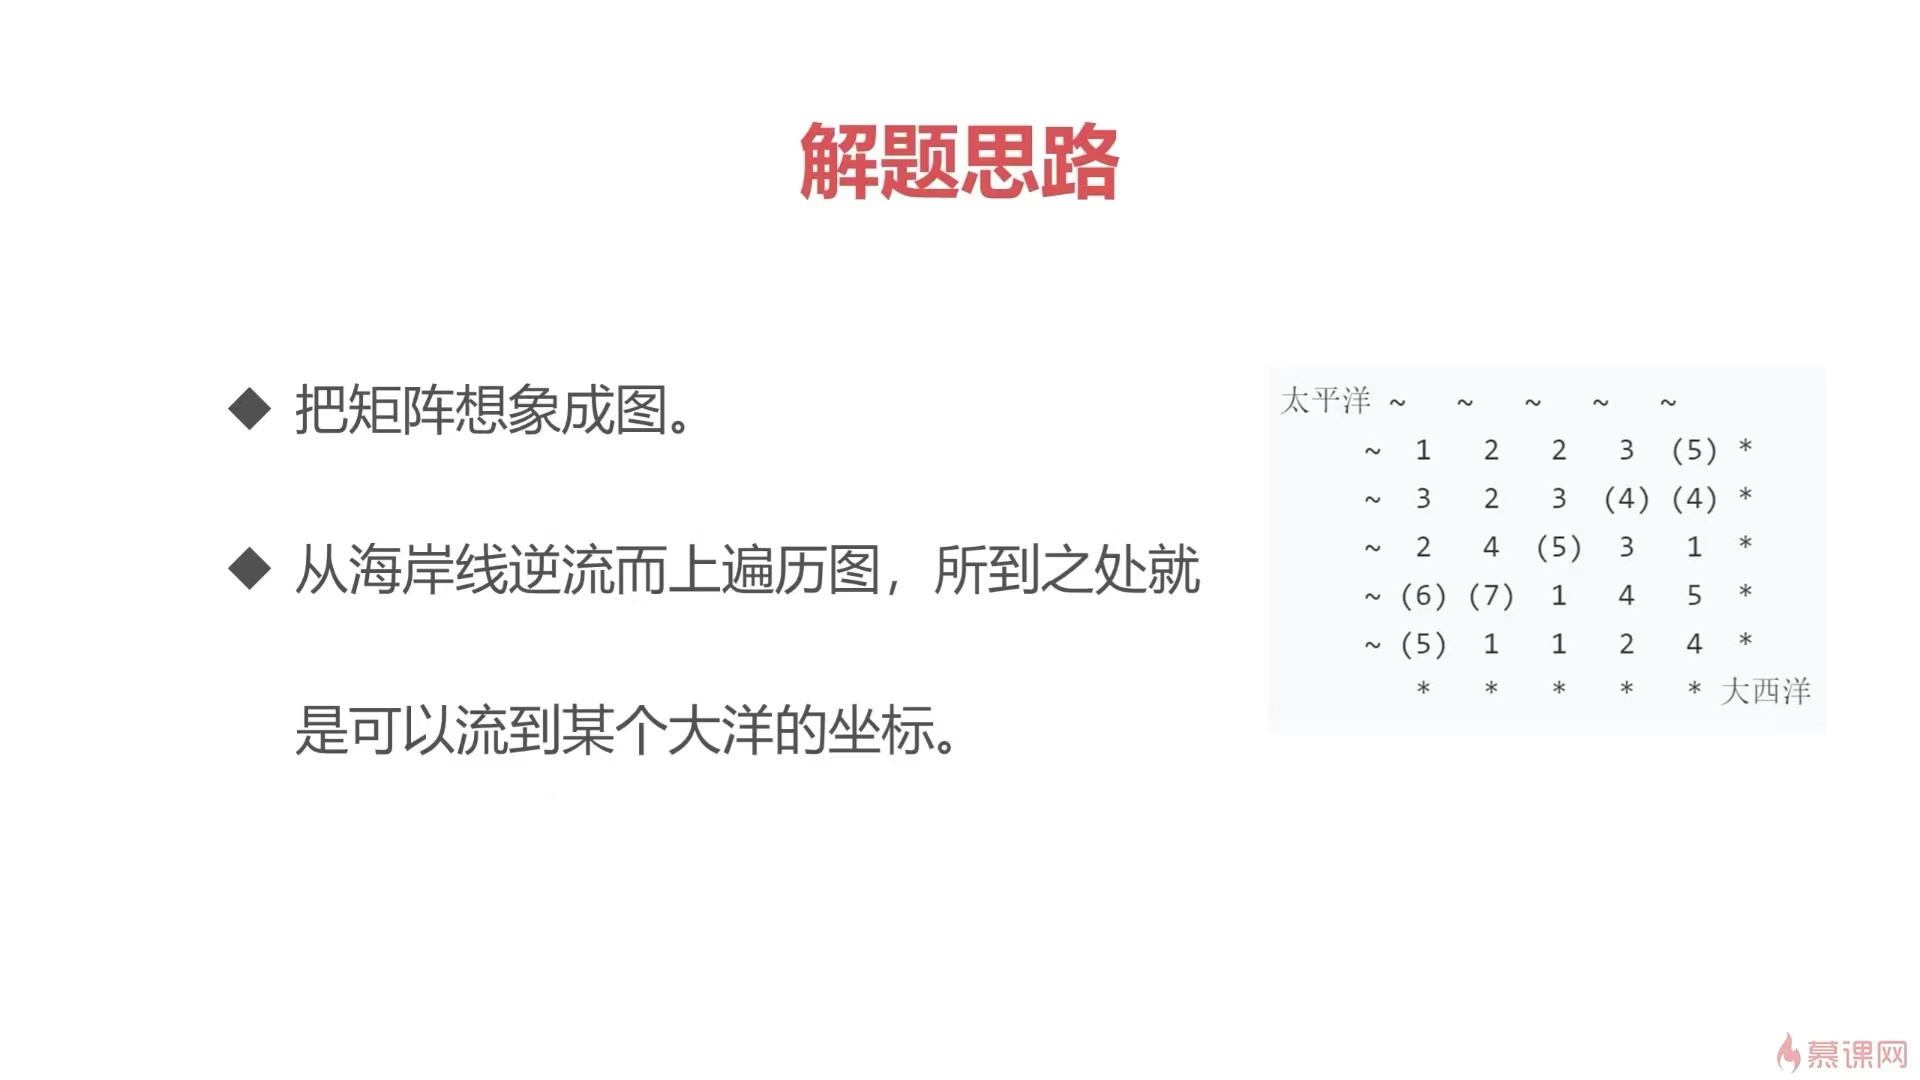 解题思路
◆ 把矩阵想象成图。
◆ 从海岸线逆流而上遍历图，所到之处就
是可以流到某个大洋的坐标。
太平洋 ~ ~ ~ ~ ~
~ 1 2 2 3 (5) *
~ 3 2 3 (4) (4) *
~ 2 4 (5) 3 1 *
~ (6) (7) 1 4 5 *
~ (5) 1 1 2 4 *
* * * * * 大西洋
慕课网